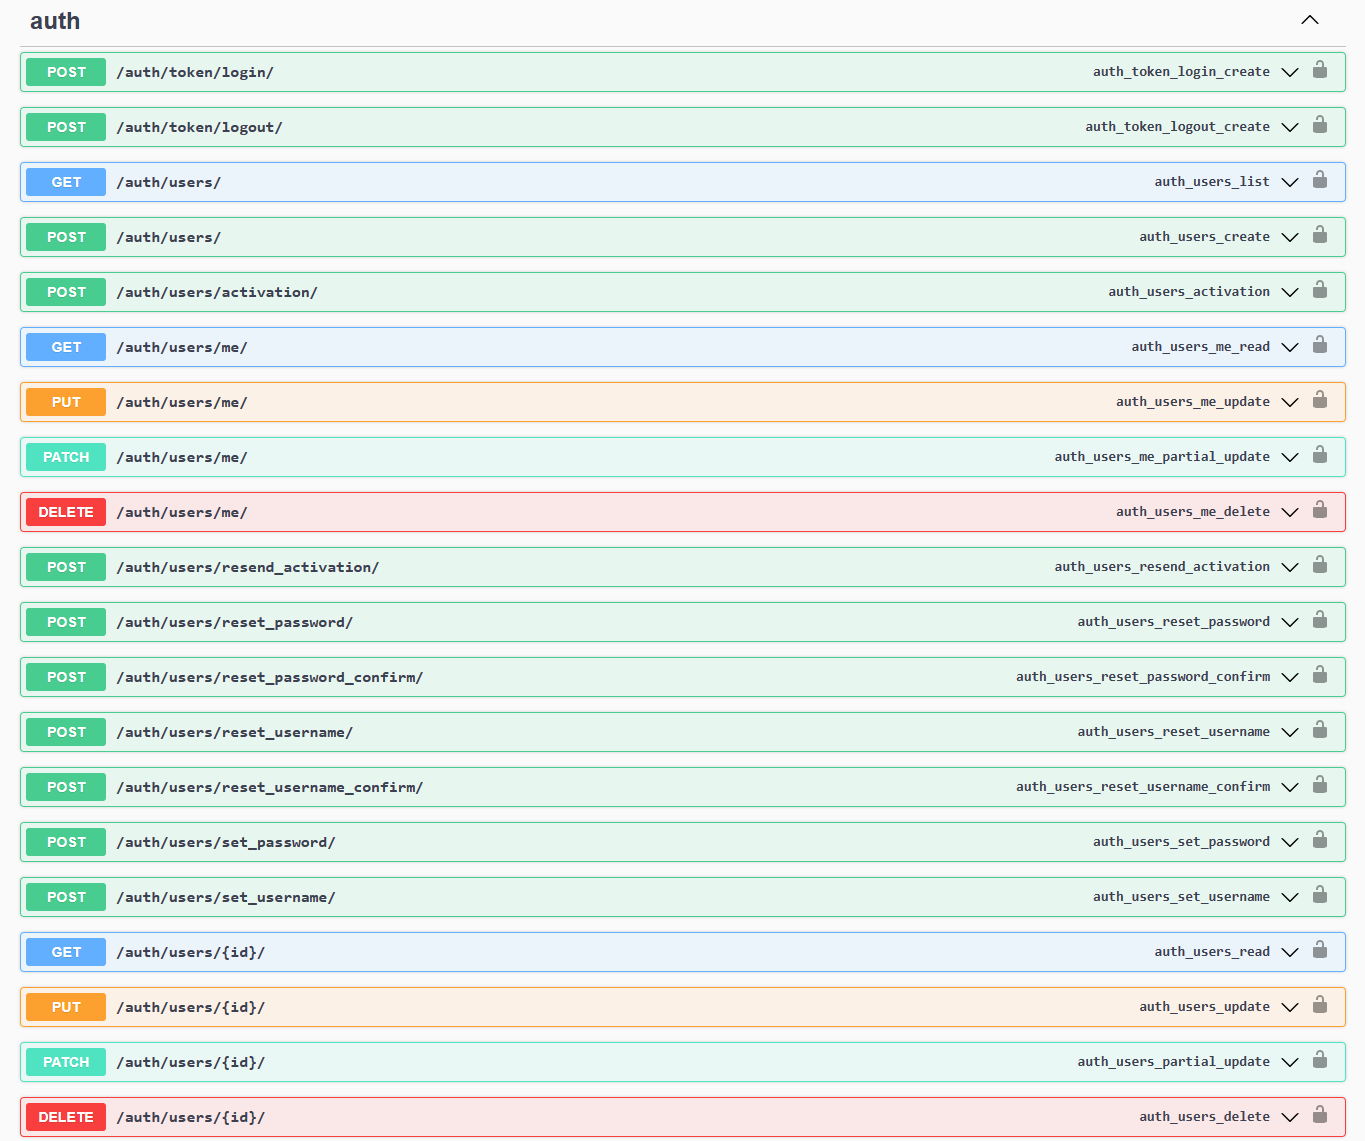 auth
POST /auth/token/login/ auth_token_login_create
POST /auth/token/logout/ auth_token_logout_create
GET /auth/users/ auth_users_list
POST /auth/users/ auth_users_create
POST /auth/users/activation/ auth_users_activation
GET /auth/users/me/ auth_users_me_read
PUT /auth/users/me/ auth_users_me_update
PATCH /auth/users/me/ auth_users_me_partial_update
DELETE /auth/users/me/ auth_users_me_delete
POST /auth/users/resend_activation/ auth_users_resend_activation
POST /auth/users/reset_password/ auth_users_reset_password
POST /auth/users/reset_password_confirm/ auth_users_reset_password_confirm
POST /auth/users/reset_username/ auth_users_reset_username
POST /auth/users/reset_username_confirm/ auth_users_reset_username_confirm
POST /auth/users/set_password/ auth_users_set_password
POST /auth/users/set_username/ auth_users_set_username
GET /auth/users/{id}/ auth_users_read
PUT /auth/users/{id}/ auth_users_update
PATCH /auth/users/{id}/ auth_users_partial_update
DELETE /auth/users/{id}/ auth_users_delete